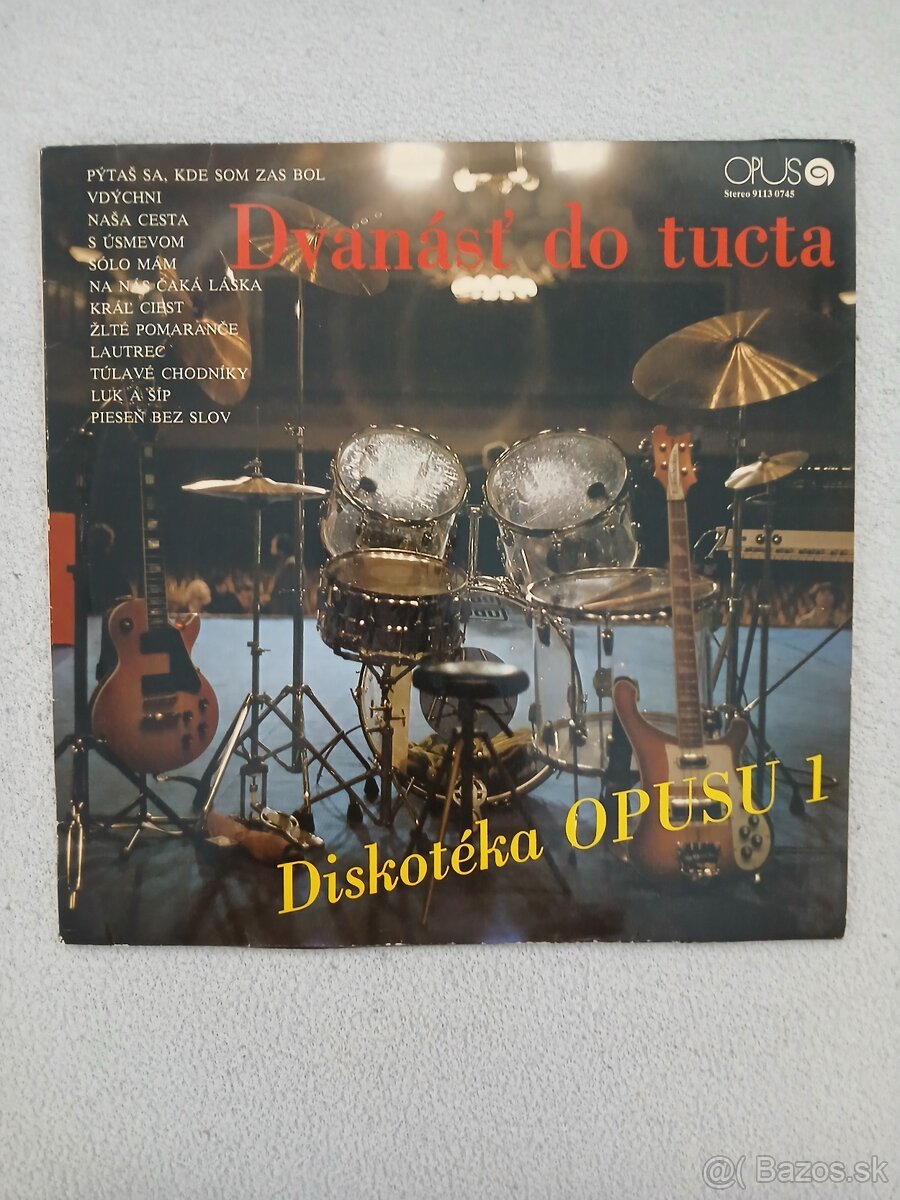 PÝTAŠ SA, KDE SOM ZAS BOL
VDÝCHNI
NAŠA CESTA
S ÚSMEVOM
SÓLO MÁM
NA NÁS ČAKÁ LÁSKA
KRÁĽ CIEST
ŽLTÉ POMARANČE
LAUTREC
TÚLAVÉ CHODNÍKY
LUK A ŠÍP
PIESEŇ BEZ SLOV
OPUS
Stereo 9113 0745
Dvanásť do tucta
Diskotéka OPUSU 1
@( Bazos.sk